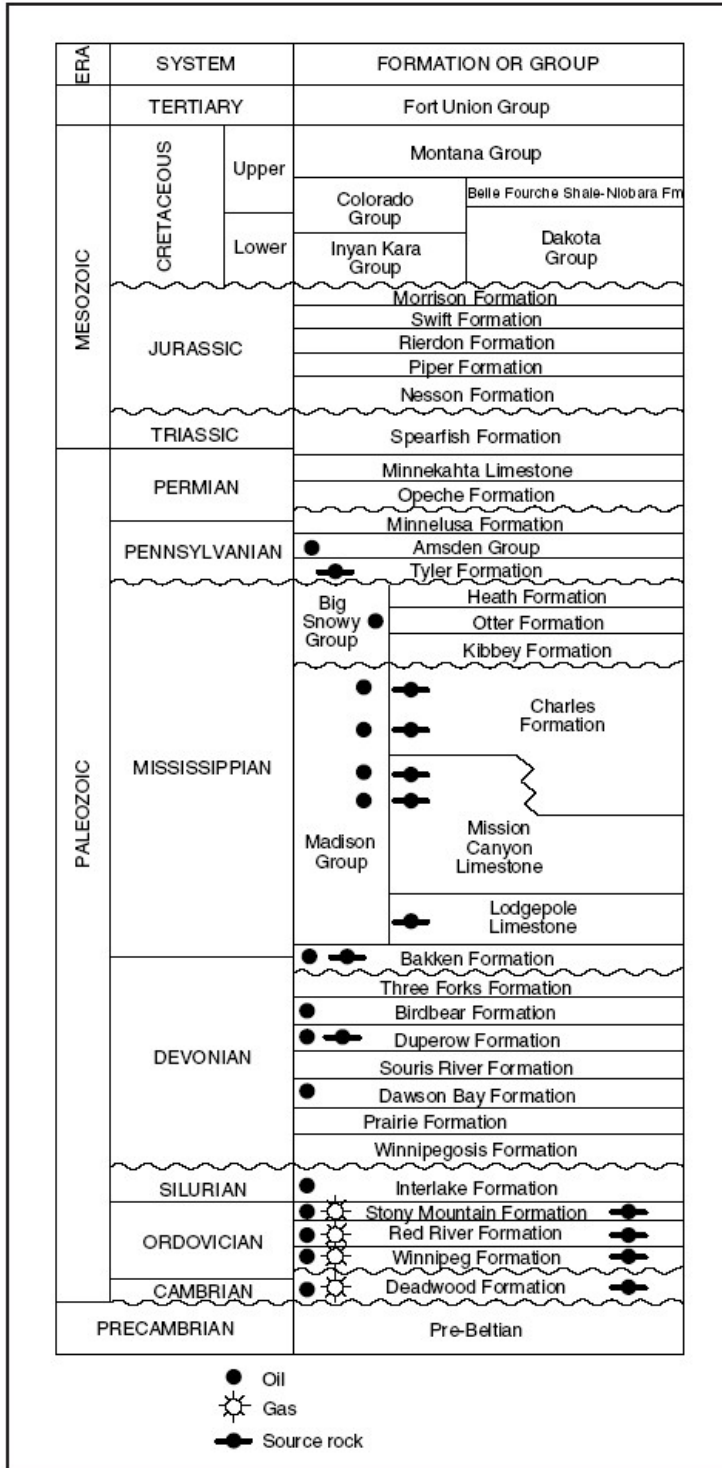 ERA
SYSTEM
FORMATION OR GROUP
TERTIARY
Fort Union Group
MESOZOIC
CRETACEOUS
Upper
Lower
Montana Group
Colorado
Group
Belle Fourche Shale-Niobara Fm
Inyan Kara
Group
Dakota
Group
JURASSIC
Morrison Formation
Swift Formation
Rierdon Formation
Piper Formation
Nesson Formation
TRIASSIC
Spearfish Formation
PALEOZOIC
PERMIAN
Minnekahta Limestone
Opeche Formation
PENNSYLVANIAN
Minnelusa Formation
Amsden Group
Tyler Formation
MISSISSIPPIAN
Big
Snowy
Group
Heath Formation
Otter Formation
Kibbey Formation
Madison
Group
Charles
Formation
Mission
Canyon
Limestone
Lodgepole
Limestone
Bakken Formation
DEVONIAN
Three Forks Formation
Birdbear Formation
Duperow Formation
Souris River Formation
Dawson Bay Formation
Prairie Formation
Winnipegosis Formation
SILURIAN
Interlake Formation
ORDOVICIAN
Stony Mountain Formation
Red River Formation
Winnipeg Formation
CAMBRIAN
Deadwood Formation
PRECAMBRIAN
Pre-Beltian
Oil
Gas
Source rock